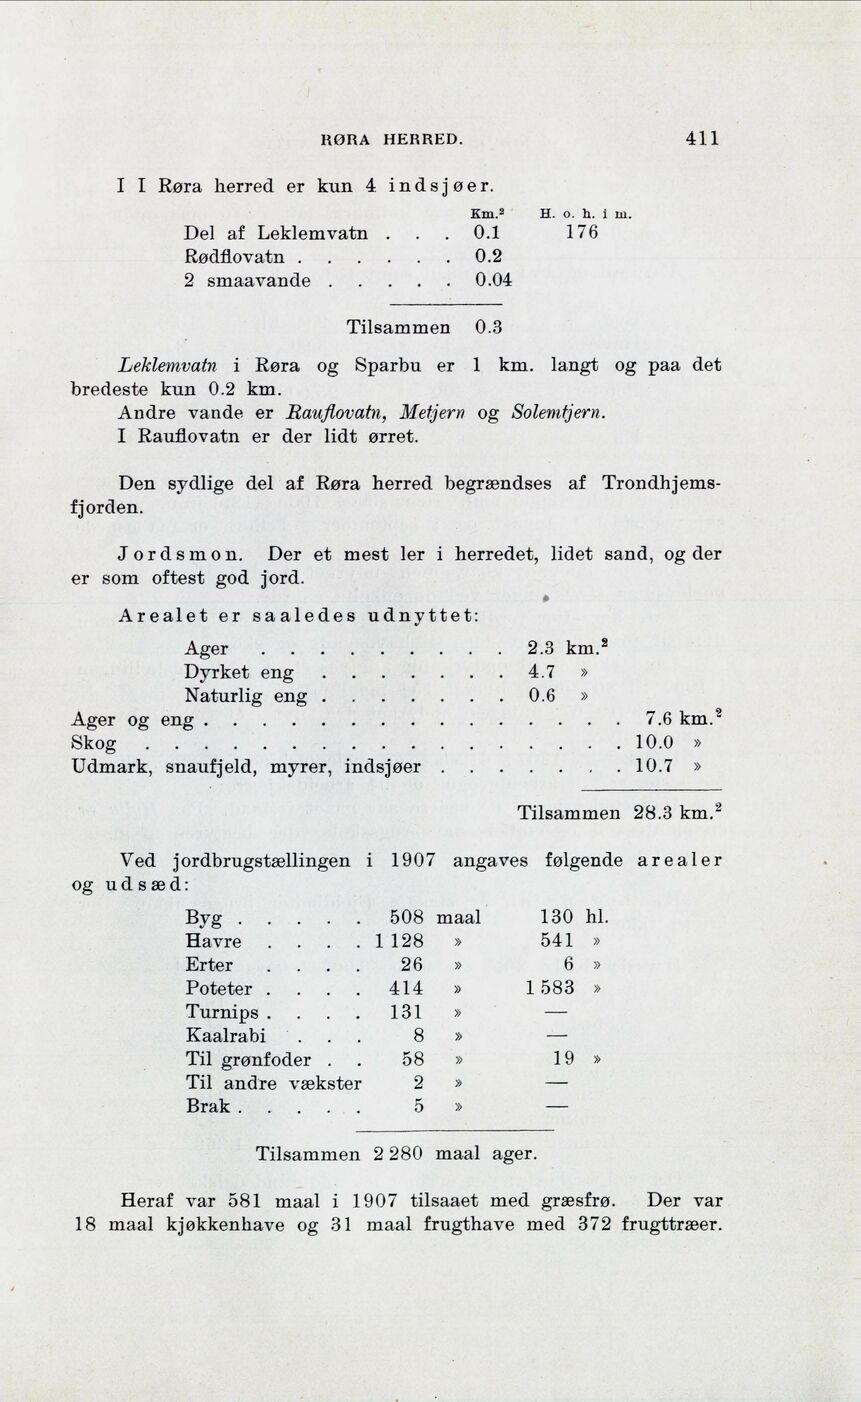 RØRA HERRED. 411
I I Røra herred er kun 4 indsjøer.
Km.² H. o. h. i m.
Del af Leklemvatn . . . 0.1 176
Rødflovatn . . . . . . 0.2
2 smaavande . . . . . 0.04
Tilsammen 0.3
Leklemvatn i Røra og Sparbu er 1 km. langt og paa det
bredeste kun 0.2 km.
Andre vande er Rauflovatn, Metjern og Solemtjern.
I Rauflovatn er der lidt ørret.
Den sydlige del af Røra herred begrændses af Trondhjems-
fjorden.
Jordsmon. Der et mest ler i herredet, lidet sand, og der
er som oftest god jord.
Arealet er saaledes udnyttet:
Ager . . . . . . . . . 2.3 km.²
Dyrket eng . . . . . . . 4.7 »
Naturlig eng . . . . . . . 0.6 »
Ager og eng . . . . . . . . . . . . . . . 7.6 km.²
Skog . . . . . . . . . . . . . . . . . 10.0 »
Udmark, snaufjeld, myrer, indsjøer . . . . . . . 10.7 »
Tilsammen 28.3 km.²
Ved jordbrugstællingen i 1907 angaves følgende arealer
og udsæd:
Byg . . . . . 508 maal 130 hl.
Havre . . . . 1 128 » 541 »
Erter . . . . 26 » 6 »
Poteter . . . . 414 » 1 583 »
Turnips . . . . 131 » —
Kaalrabi . . . 8 » —
Til grønfoder . . 58 » 19 »
Til andre vækster 2 » —
Brak . . . . . 5 » —
Tilsammen 2 280 maal ager.
Heraf var 581 maal i 1907 tilsaaet med græsfrø. Der var
18 maal kjøkkenhave og 31 maal frugthave med 372 frugttræer.